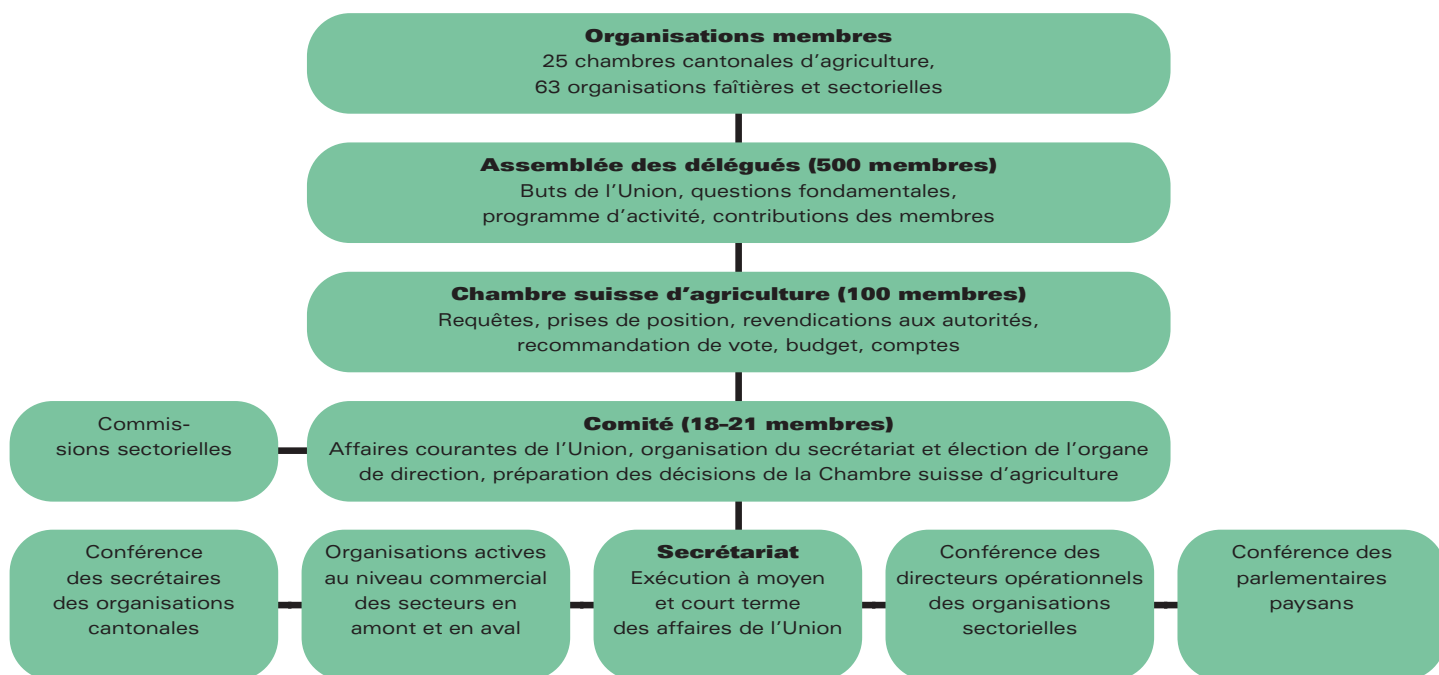 Organisations membres
25 chambres cantonales d’agriculture,
63 organisations faîtières et sectorielles
Assemblée des délégués (500 membres)
Buts de l’Union, questions fondamentales,
programme d’activité, contributions des membres
Chambre suisse d’agriculture (100 membres)
Requêtes, prises de position, revendications aux autorités,
recommandation de vote, budget, comptes
Commis-
sions sectorielles
Comité (18–21 membres)
Affaires courantes de l’Union, organisation du secrétariat et élection de l’organe
de direction, préparation des décisions de la Chambre suisse d’agriculture
Conférence
des secrétaires
des organisations
cantonales
Organisations actives
au niveau commercial
des secteurs en
amont et en aval
Secrétariat
Exécution à moyen
et court terme
des affaires de l’Union
Conférence des
directeurs opérationnels
des organisations
sectorielles
Conférence des
parlementaires
paysans